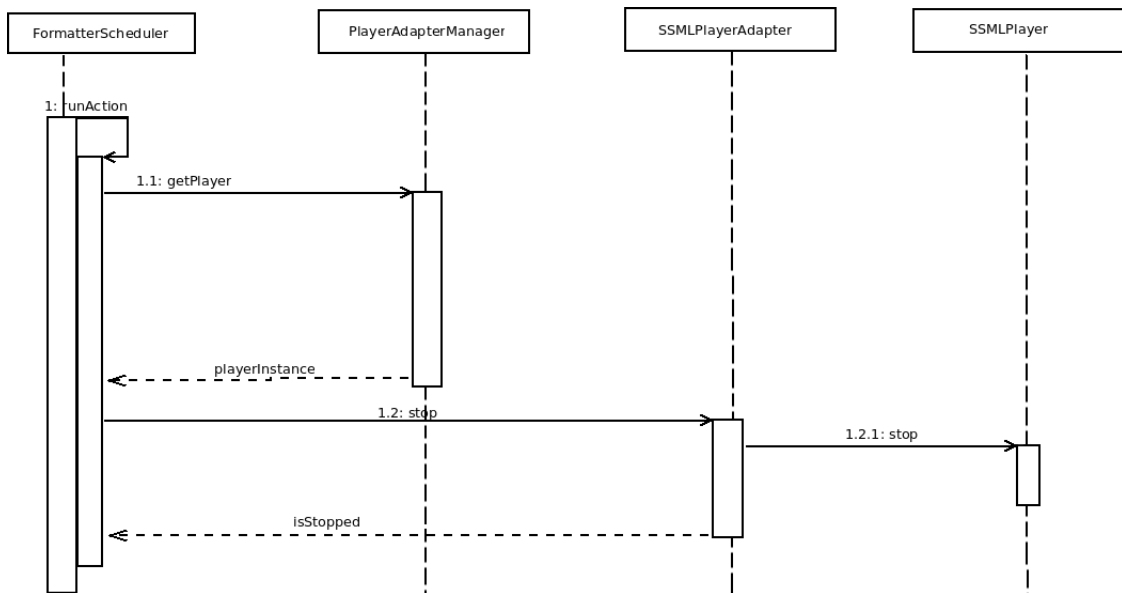 FormatterScheduler
PlayerAdapterManager
SSMLPlayerAdapter
SSMLPlayer
1: runAction
1.1: getPlayer
playerInstance
1.2: stop
1.2.1: stop
isStopped